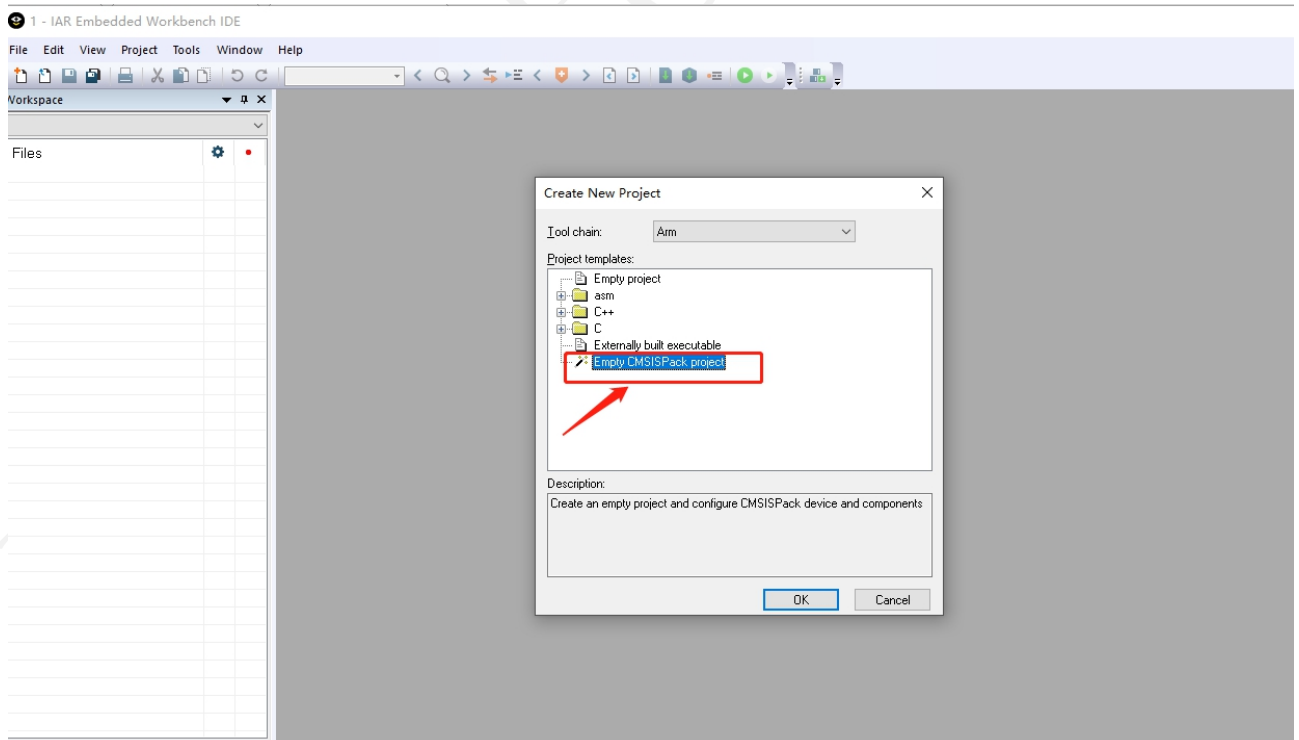 1 - IAR Embedded Workbench IDE
File Edit View Project Tools Window Help
Workspace
Files
Create New Project
Tool chain: Arm
Project templates:
Empty project
asm
C++
C
Externally built executable
Empty CMSISPack project
Description:
Create an empty project and configure CMSISPack device and components
OK Cancel